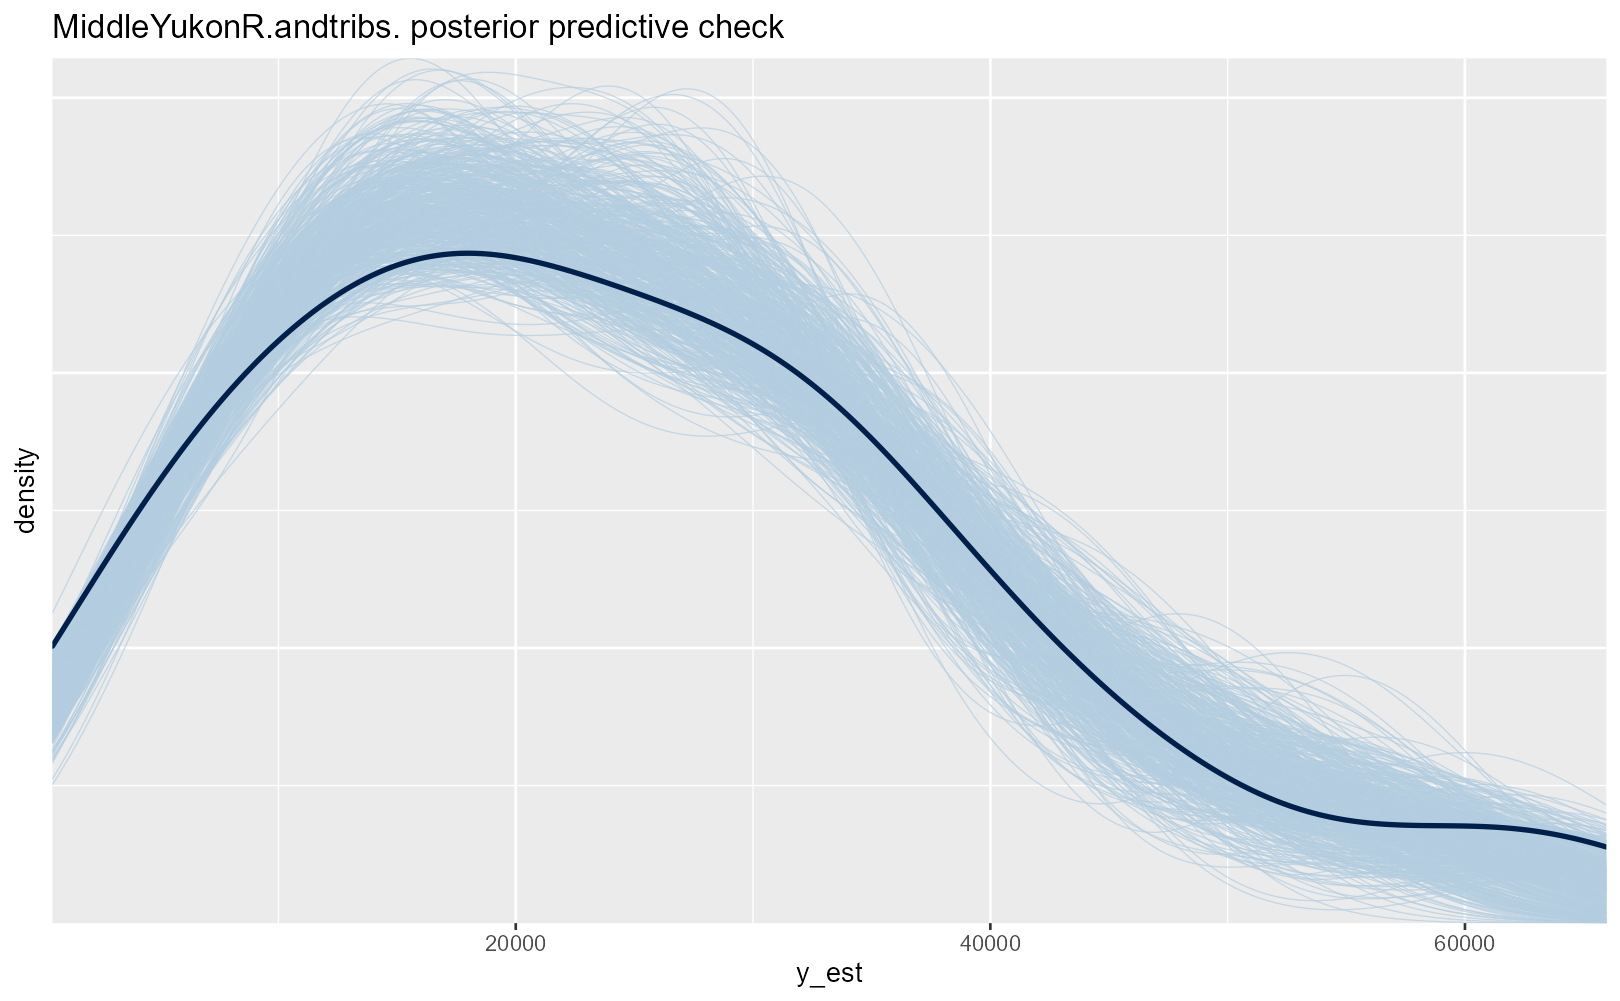 MiddleYukonR.andtribs. posterior predictive check
density
20000
40000
60000
y_est